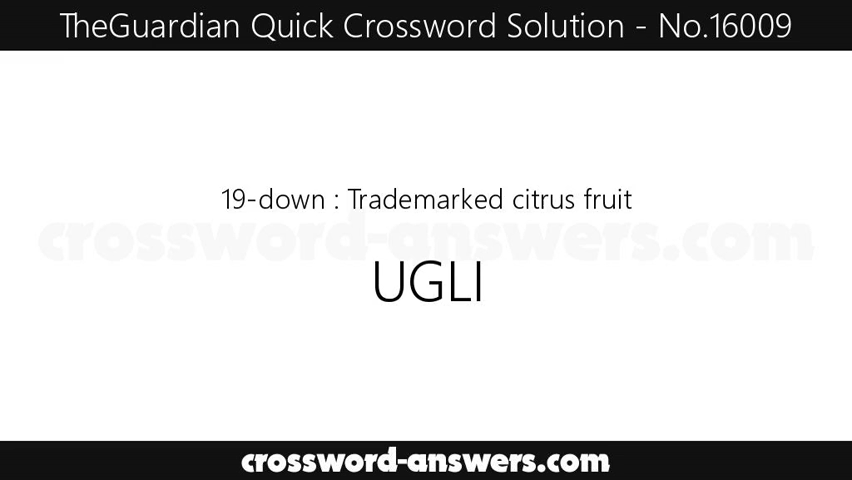 TheGuardian Quick Crossword Solution - No.16009
19-down : Trademarked citrus fruit
crossword-answers.com
UGLI
crossword-answers.com